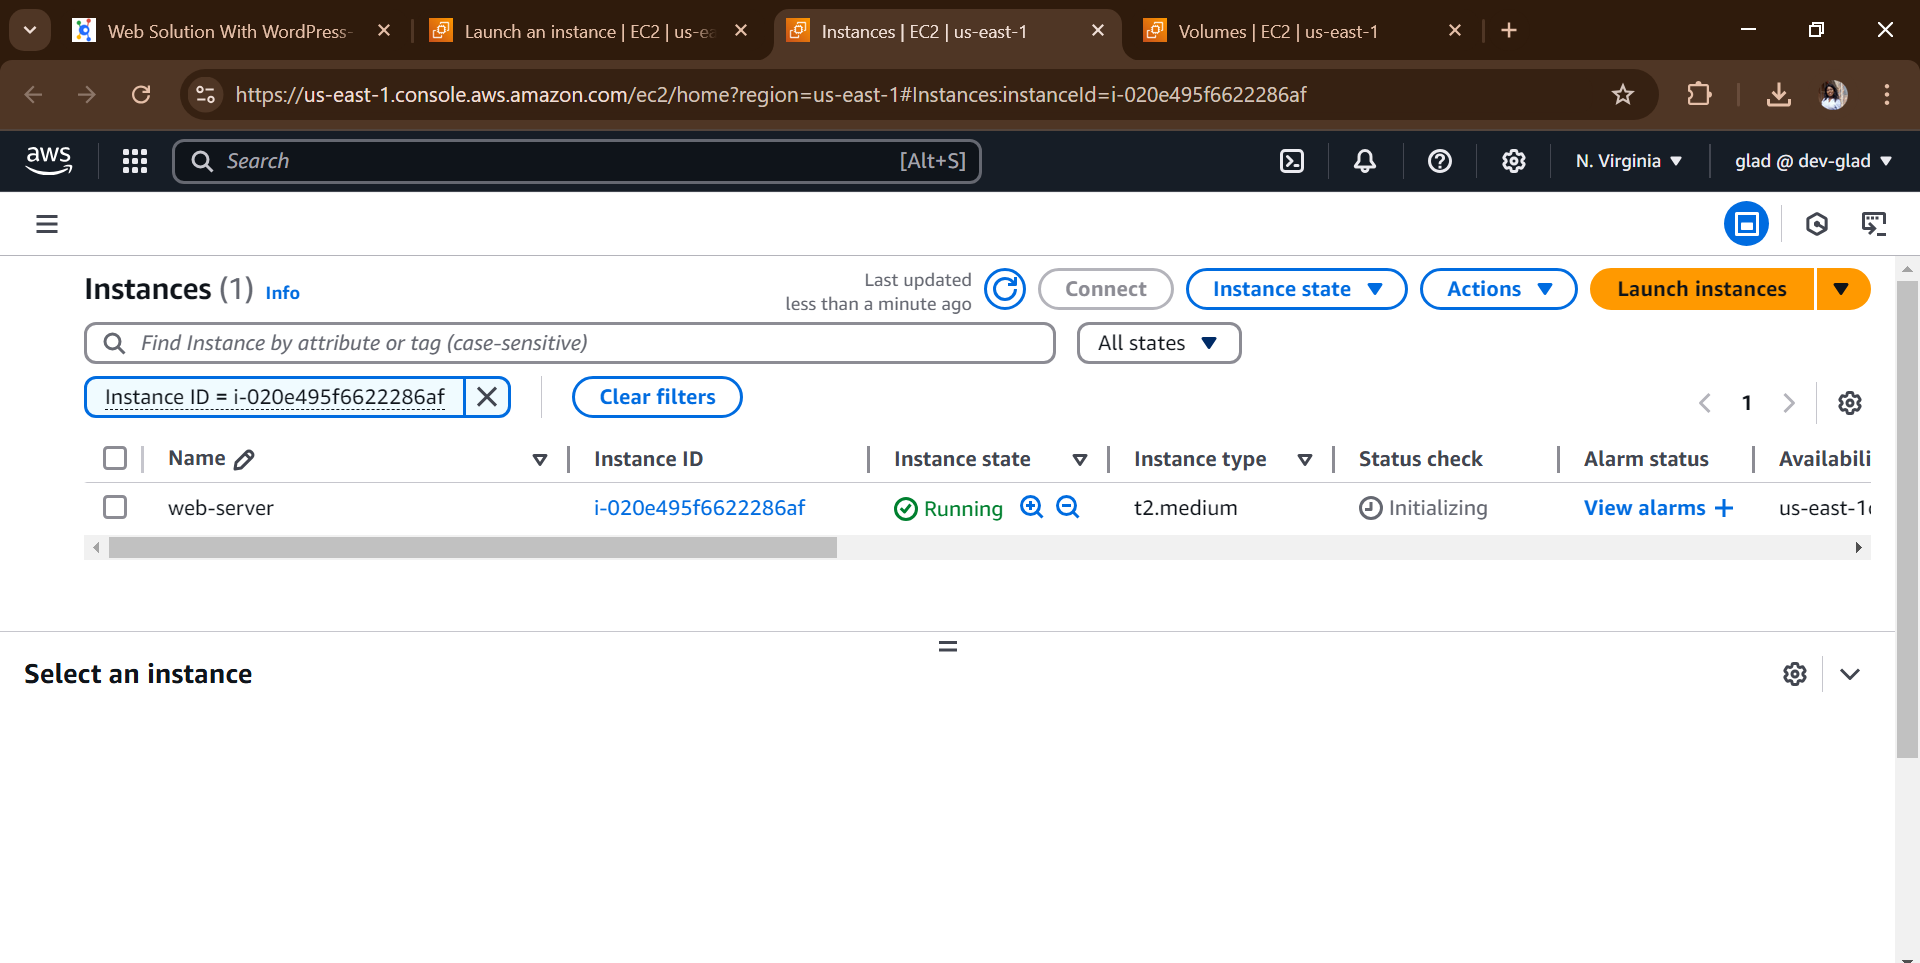 Web Solution With WordPress-
Launch an instance | EC2 | us-ea
Instances | EC2 | us-east-1
Volumes | EC2 | us-east-1
https://us-east-1.console.aws.amazon.com/ec2/home?region=us-east-1#Instances:instanceId=i-020e495f6622286af
aws
Search
[Alt+S]
N. Virginia
glad @ dev-glad
Instances (1) Info
Last updated
less than a minute ago
Connect
Instance state
Actions
Launch instances
Find Instance by attribute or tag (case-sensitive)
All states
Instance ID = i-020e495f6622286af
Clear filters
1
Name Instance ID Instance state Instance type Status check Alarm status Availabili
web-server i-020e495f6622286af Running t2.medium Initializing View alarms + us-east-1
Select an instance